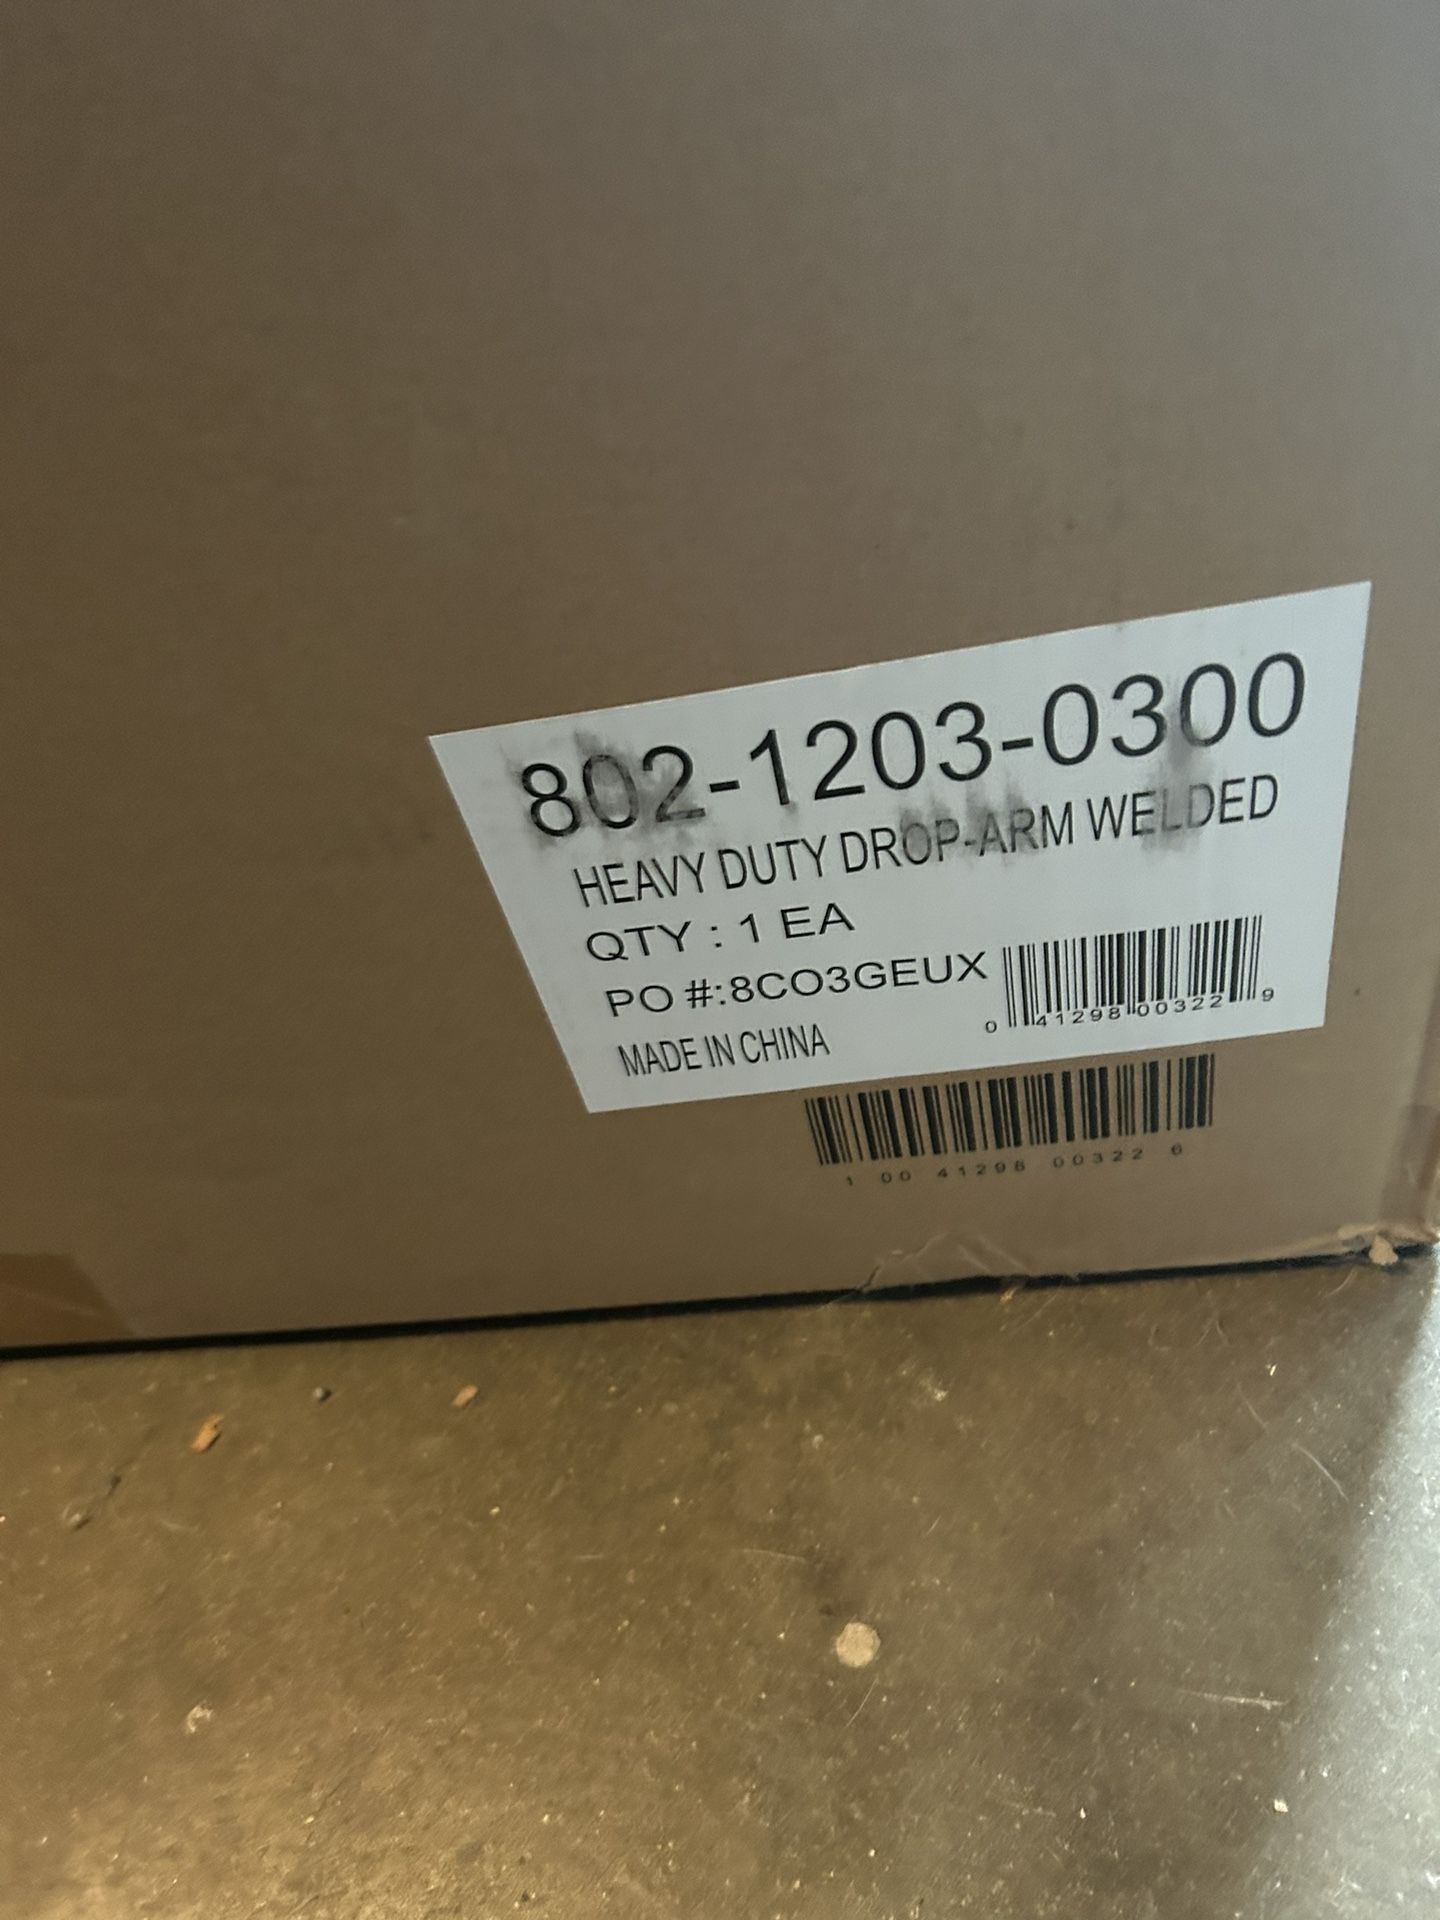 802-1203-0300
HEAVY DUTY DROP-ARM WELDED
QTY : 1 EA
PO #:8CO3GEUX
0 41298 00322 9
MADE IN CHINA
1 00 41298 00322 6